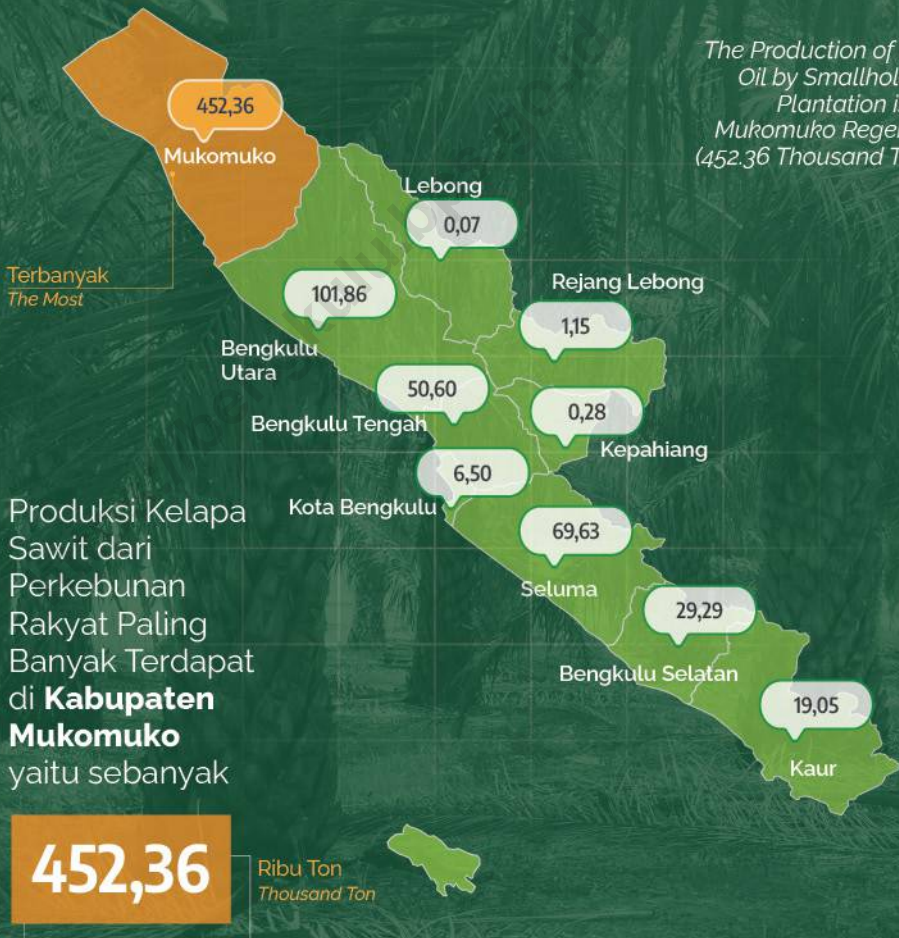 The Production of
Oil by Smallhol
Plantation i
Mukomuko Rege
(452.36 Thousand T
452,36
Mukomuko
Lebong
0,07
Terbanyak
The Most
101,86
Rejang Lebong
1,15
Bengkulu
Utara
50,60
0,28
Bengkulu Tengah
Kepahiang
6,50
Kota Bengkulu
69,63
Seluma
Produksi Kelapa
Sawit dari
Perkebunan
Rakyat Paling
Banyak Terdapat
di Kabupaten
Mukomuko
yaitu sebanyak
29,29
Bengkulu Selatan
19,05
Kaur
452,36
Ribu Ton
Thousand Ton